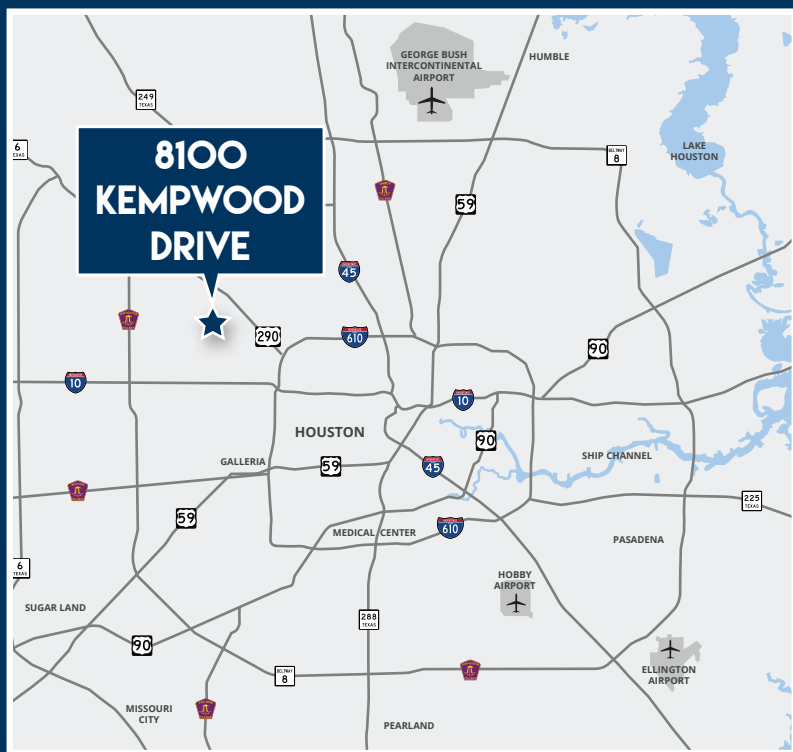 GEORGE BUSH
INTERCONTINENTAL
AIRPORT
HUMBLE
249
TEXAS
6
TEXAS
8100
KEMPWOOD
DRIVE
BELTWAY
8
LAKE
HOUSTON
59
45
290
610
90
10
10
HOUSTON
90
GALLERIA
59
45
SHIP CHANNEL
59
225
TEXAS
610
MEDICAL CENTER
PASADENA
6
TEXAS
HOBBY
AIRPORT
SUGAR LAND
288
TEXAS
90
BELTWAY
8
ELLINGTON
AIRPORT
MISSOURI
CITY
PEARLAND